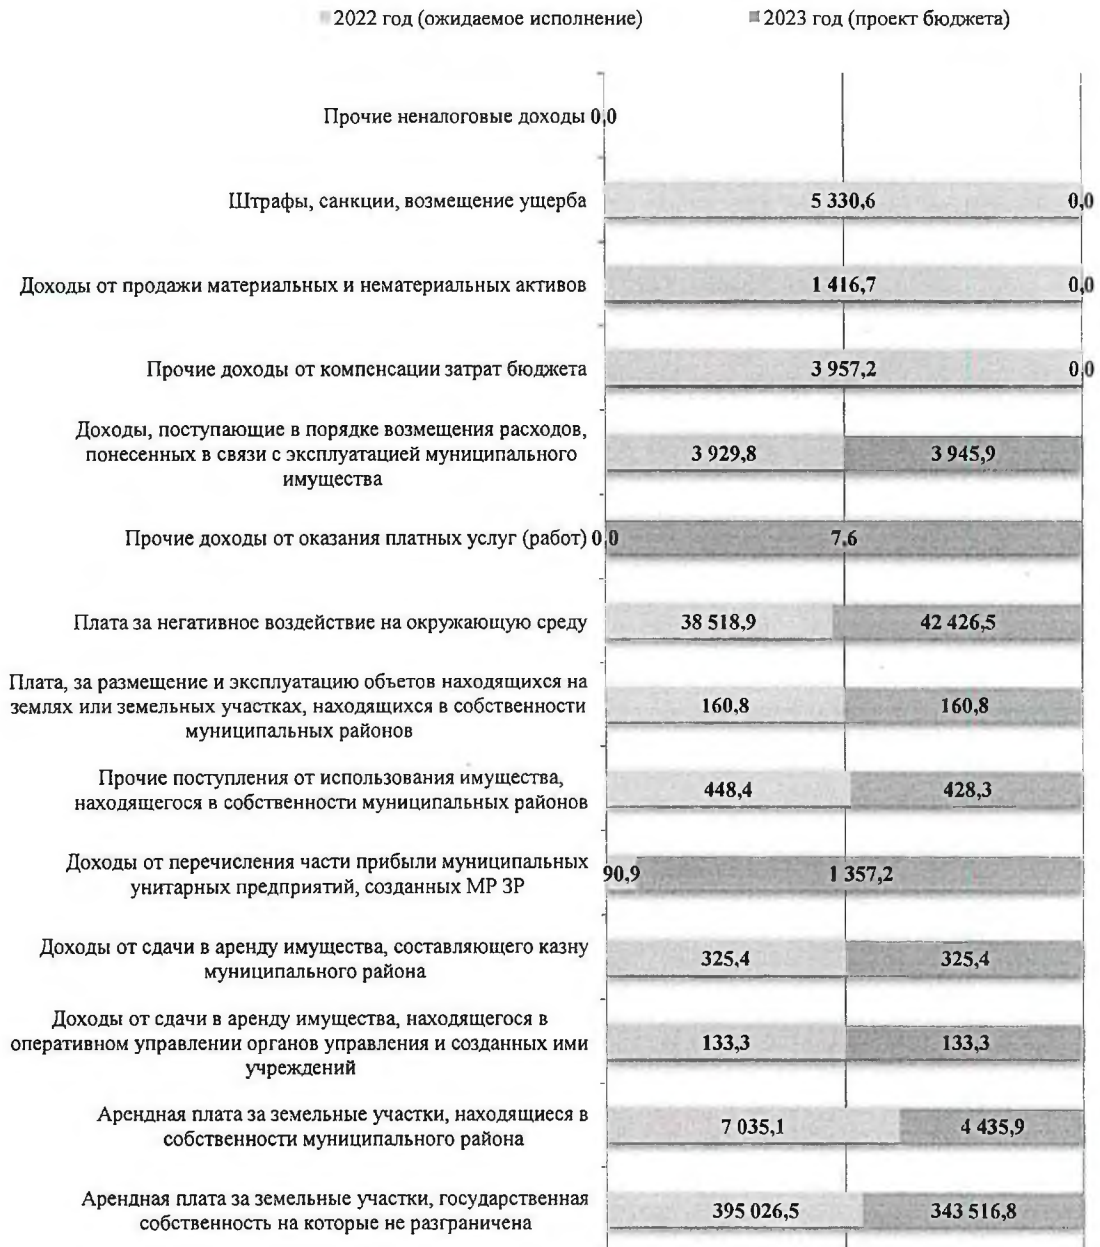 2022 год (ожидаемое исполнение) 2023 год (проект бюджета)
Прочие неналоговые доходы 0,0
Штрафы, санкции, возмещение ущерба 5 330,6 0,0
Доходы от продажи материальных и нематериальных активов 1 416,7 0,0
Прочие доходы от компенсации затрат бюджета 3 957,2 0,0
Доходы, поступающие в порядке возмещения расходов,
понесенных в связи с эксплуатацией муниципального 3 929,8 3 945,9
имущества
Прочие доходы от оказания платных услуг (работ) 0,0 7,6
Плата за негативное воздействие на окружающую среду 38 518,9 42 426,5
Плата, за размещение и эксплуатацию объетов находящихся на
землях или земельных участках, находящихся в собственности 160,8 160,8
муниципальных районов
Прочие поступления от использования имущества,
находящегося в собственности муниципальных районов 448,4 428,3
Доходы от перечисления части прибыли муниципальных
унитарных предприятий, созданных МР ЗР 90,9 1 357,2
Доходы от сдачи в аренду имущества, составляющего казну
муниципального района 325,4 325,4
Доходы от сдачи в аренду имущества, находящегося в
оперативном управлении органов управления и созданных ими 133,3 133,3
учреждений
Арендная плата за земельные участки, находящиеся в
собственности муниципального района 7 035,1 4 435,9
Арендная плата за земельные участки, государственная
собственность на которые не разграничена 395 026,5 343 516,8